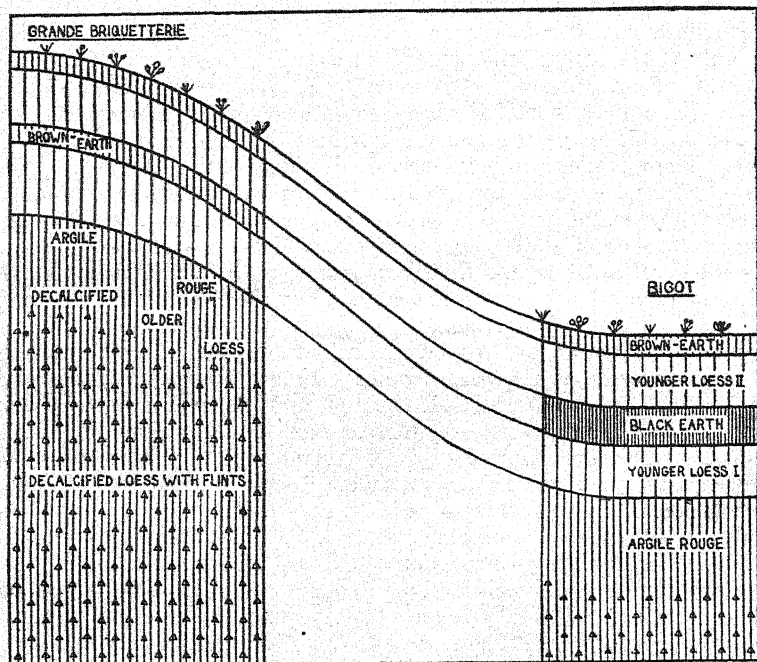 GRANDE BRIQUETTERIE
BROWN-EARTH
ARGILE ROUGE
DECALCIFIED OLDER LOESS
DECALCIFIED LOESS WITH FLINTS
BIGOT
BROWN-EARTH
YOUNGER LOESS II
BLACK EARTH
YOUNGER LOESS I
ARGILE ROUGE